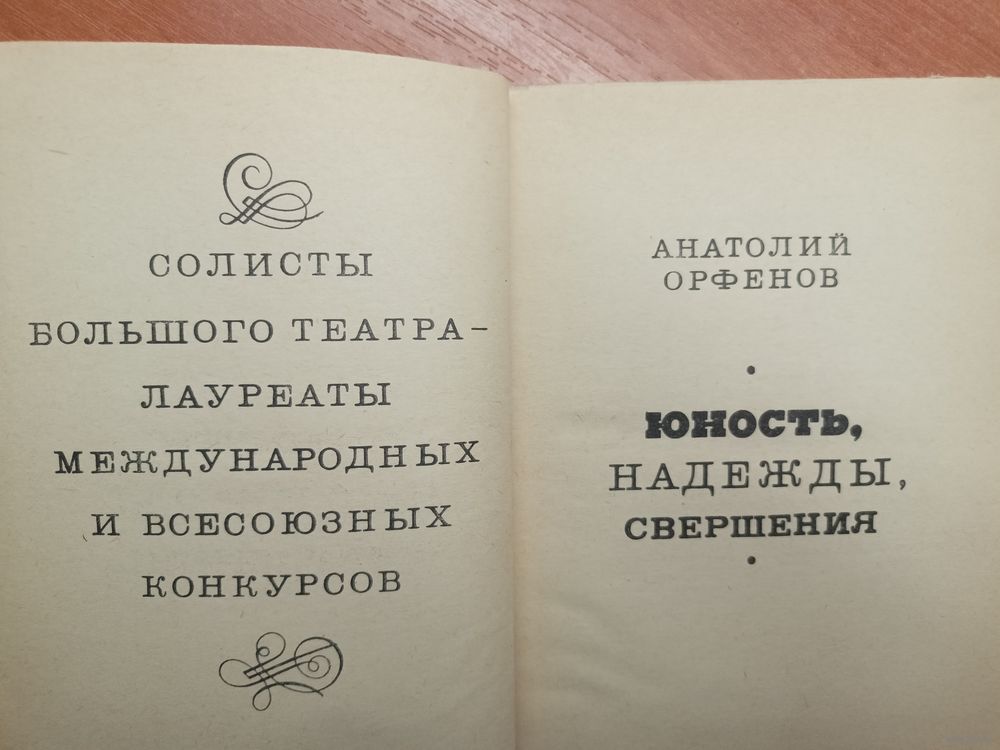 СОЛИСТЫ
БОЛЬШОГО ТЕАТРА–
ЛАУРЕАТЫ
МЕЖДУНАРОДНЫХ
И ВСЕСОЮЗНЫХ
КОНКУРСОВ
АНАТОЛИЙ
ОРФЕНОВ
ЮНОСТЬ,
НАДЕЖДЫ,
СВЕРШЕНИЯ